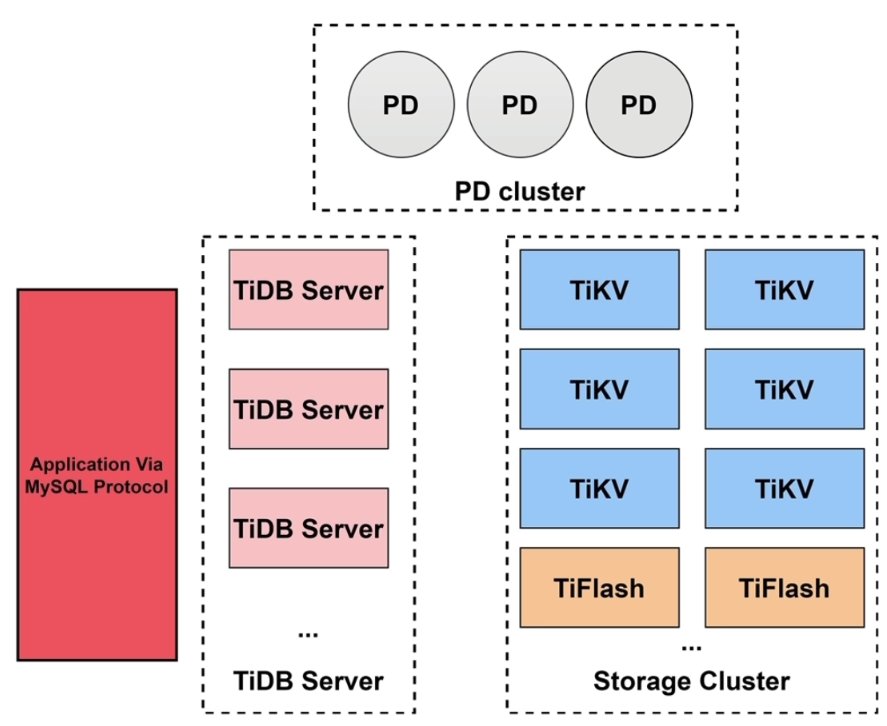 PD PD PD
PD cluster
Application Via
MySQL Protocol
TiDB Server
TiDB Server
TiDB Server
...
TiDB Server
TiKV TiKV
TiKV TiKV
TiKV TiKV
TiFlash TiFlash
...
Storage Cluster